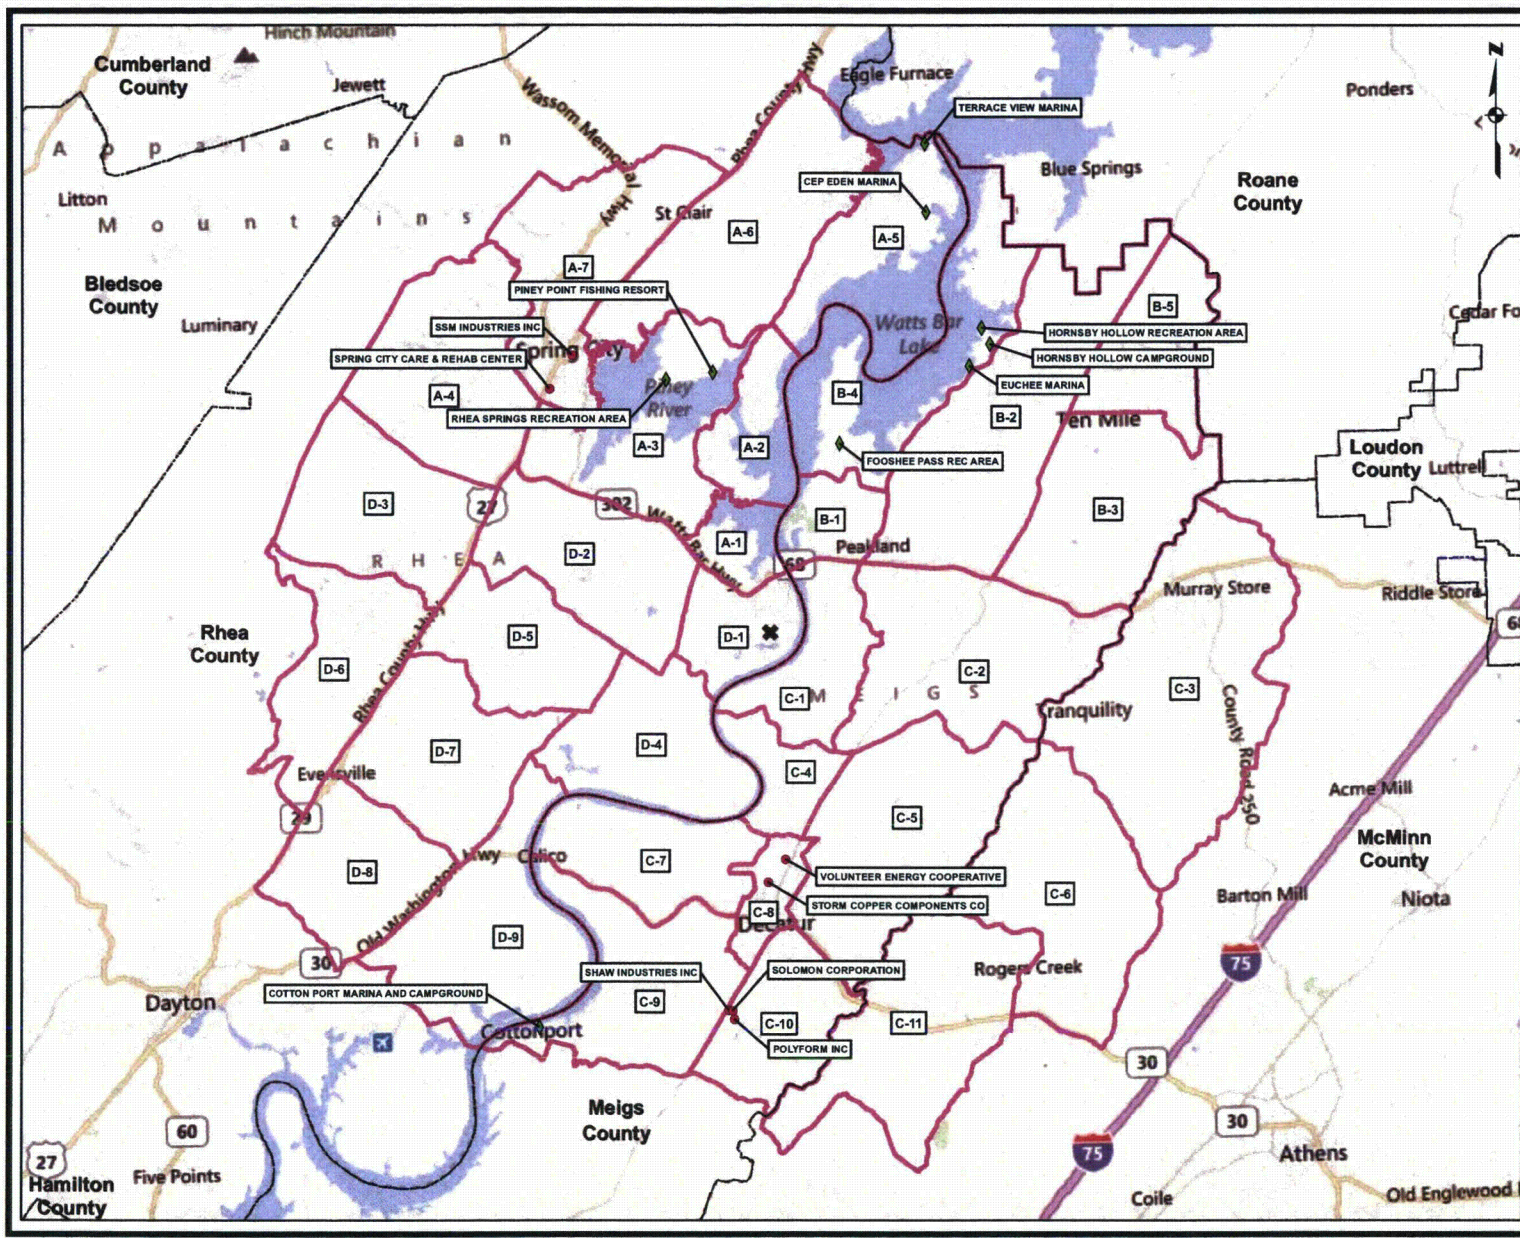 Hinch Mountain
Cumberland
County
Jewett
Wassom Memorial Hwy
Rhea County Hwy
Eagle Furnace
TERRACE VIEW MARINA
Ponders
N
Appalachian
Mountains
Litton
CEP EDEN MARINA
Blue Springs
Roane
County
St Clair
A-6
A-5
Bledsoe
County
Luminary
A-7
PINEY POINT FISHING RESORT
B-5
SSM INDUSTRIES INC
Spring City
SPRING CITY CARE & REHAB CENTER
Watts Bar
Lake
HORNSBY HOLLOW RECREATION AREA
HORNSBY HOLLOW CAMPGROUND
EUCHEE MARINA
Cedar Fo
A-4
Piney
River
RHEA SPRINGS RECREATION AREA
B-4
B-2
Ten Mile
A-3
A-2
FOOSHEE PASS REC AREA
Loudon
County
Luttrell
D-3
27
302
Watts Bar Hwy
B-1
B-3
A-1
Peakland
68
RHEA
D-2
Murray Store
Riddle Store
68
Rhea
County
D-5
D-1
D-6
Rhea County Hwy
C-2
C-1
MEIGS
C-3
Tranquility
County Road 250
D-7
D-4
C-4
Evensville
29
Acme Mill
C-5
McMinn
County
Hwy
Calico
C-7
D-8
Old Washington
VOLUNTEER ENERGY COOPERATIVE
STORM COPPER COMPONENTS CO
C-8
Decatur
C-6
Barton Mill
Niota
D-9
30
SHAW INDUSTRIES INC
SOLOMON CORPORATION
Rogers Creek
75
Dayton
COTTON PORT MARINA AND CAMPGROUND
C-9
Cottonport
C-10
C-11
POLYFORM INC
30
Meigs
County
60
30
75
27
Five Points
Athens
Hamilton
County
Coile
Old Englewood